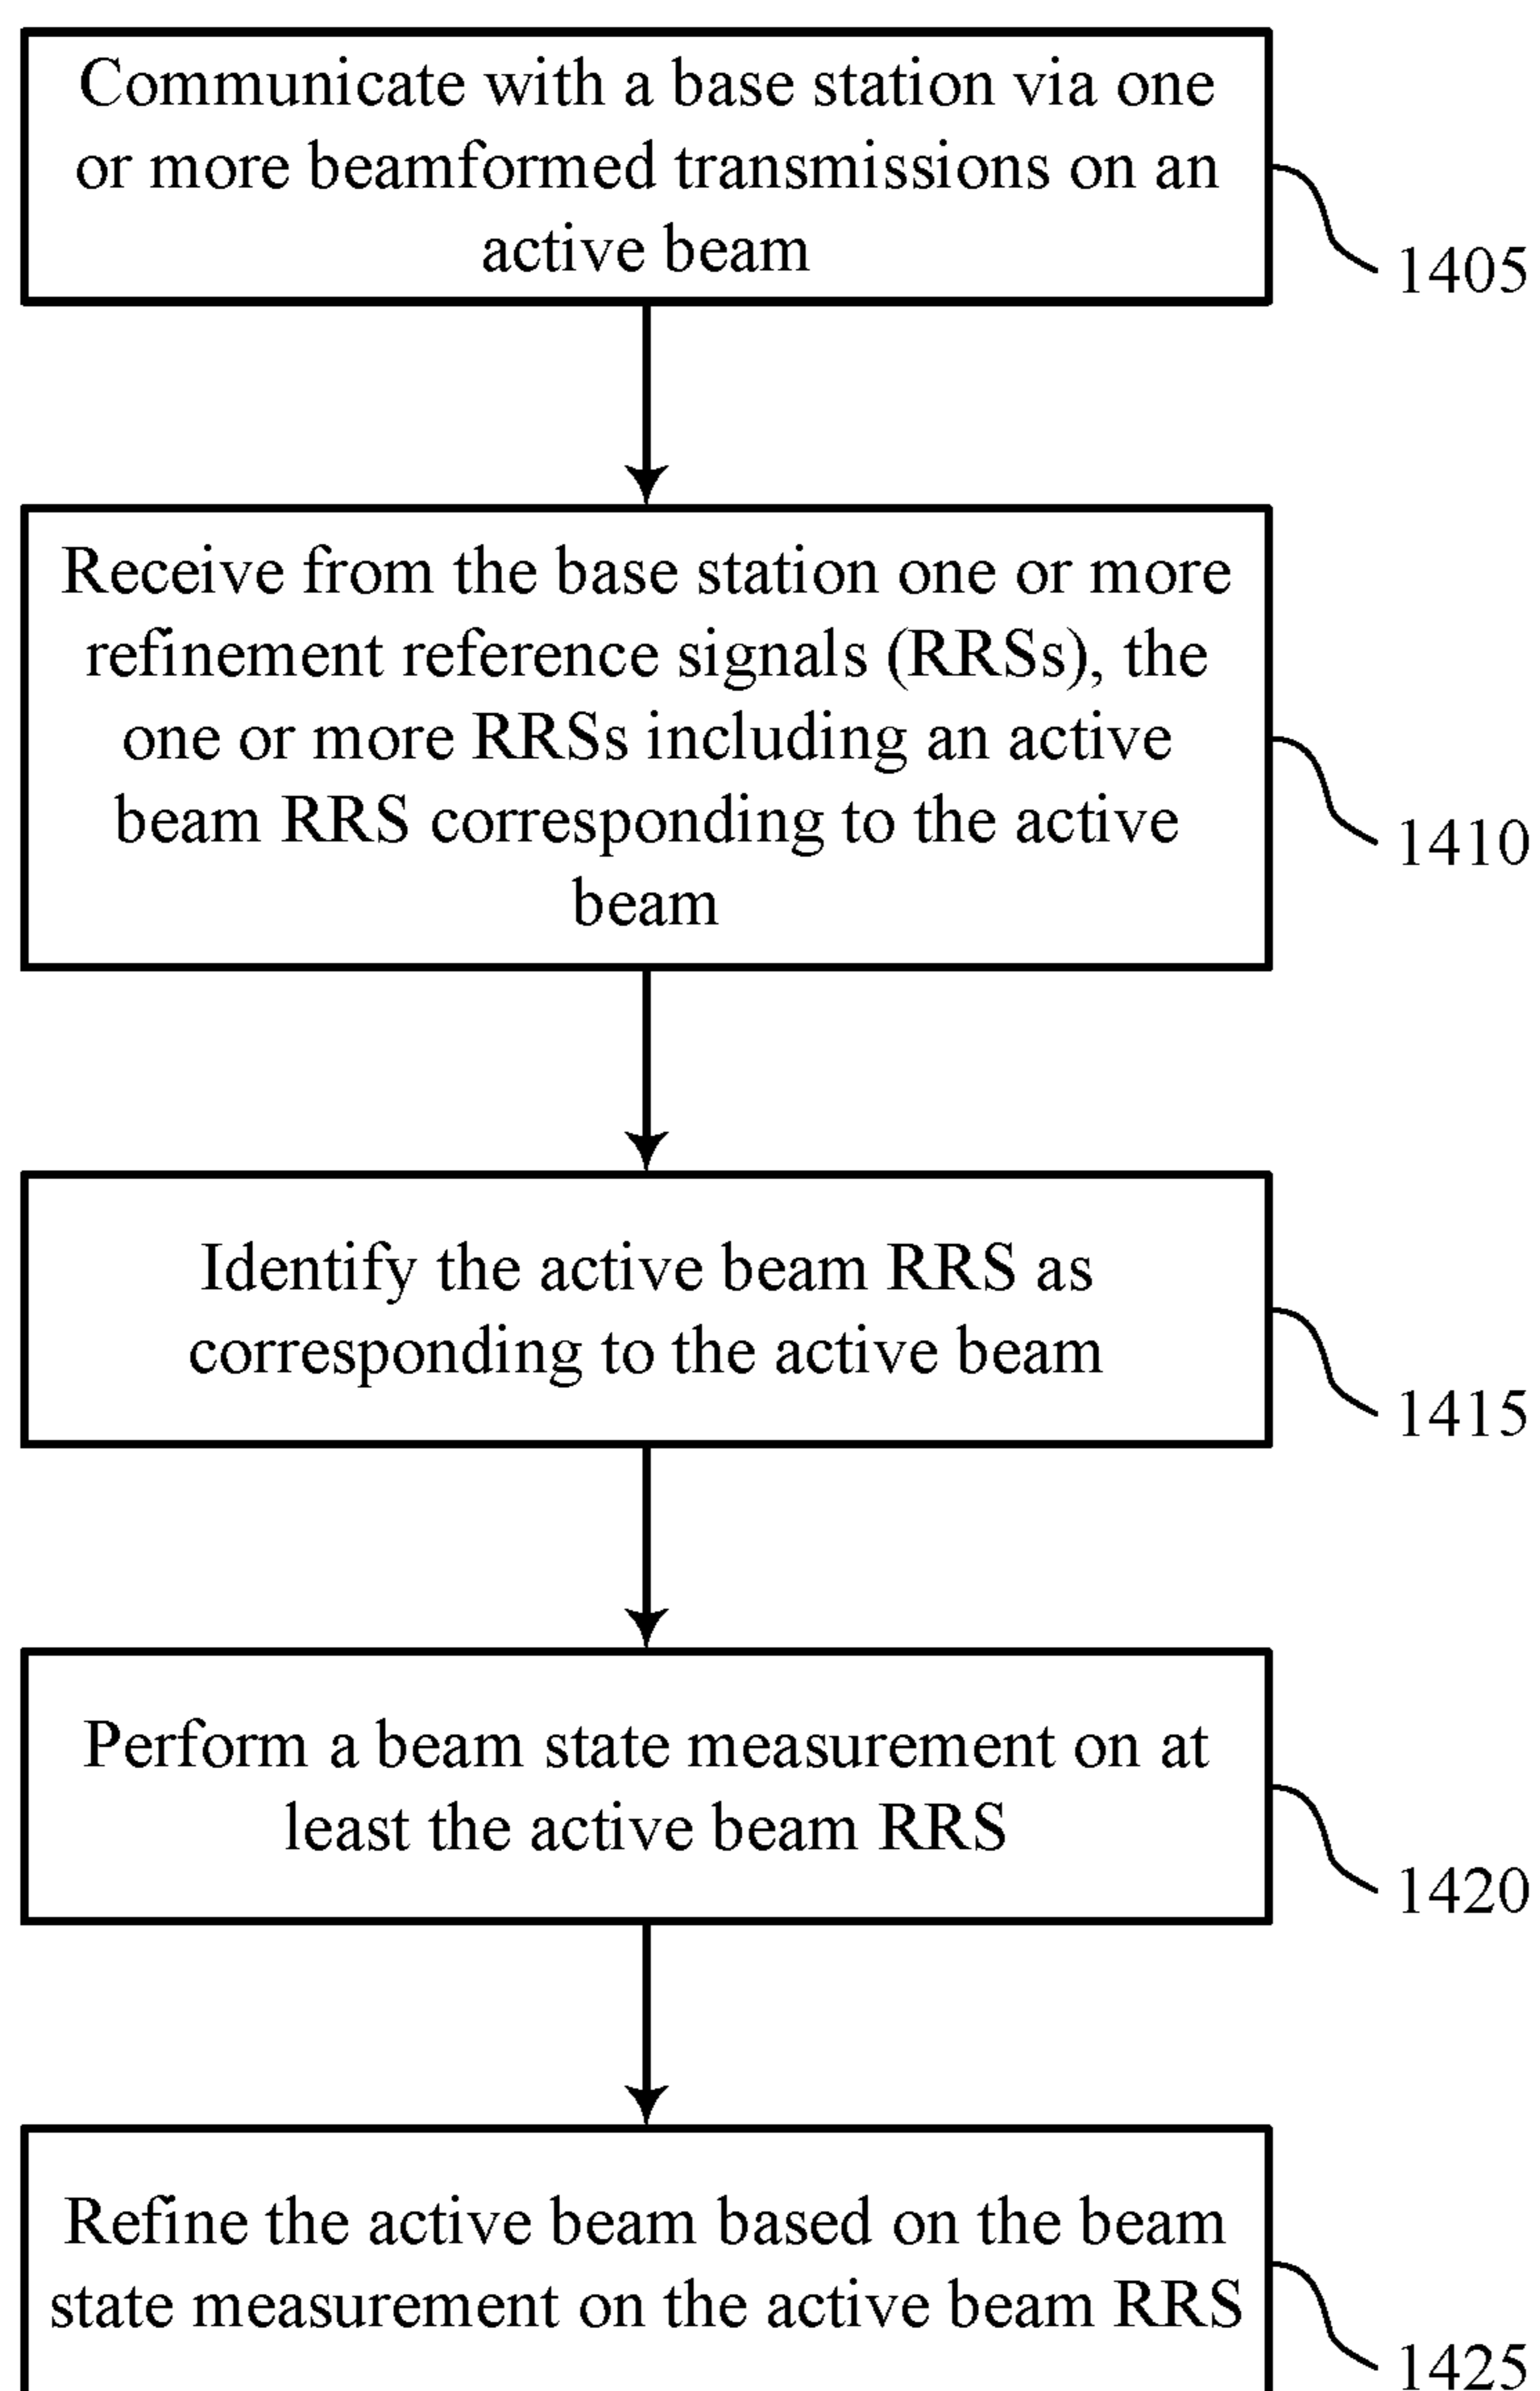 Communicate with a base station via one
or more beamformed transmissions on an
active beam
1405
Receive from the base station one or more
refinement reference signals (RRSs), the
one or more RRSs including an active
beam RRS corresponding to the active
beam
1410
Identify the active beam RRS as
corresponding to the active beam
1415
Perform a beam state measurement on at
least the active beam RRS
1420
Refine the active beam based on the beam
state measurement on the active beam RRS
1425